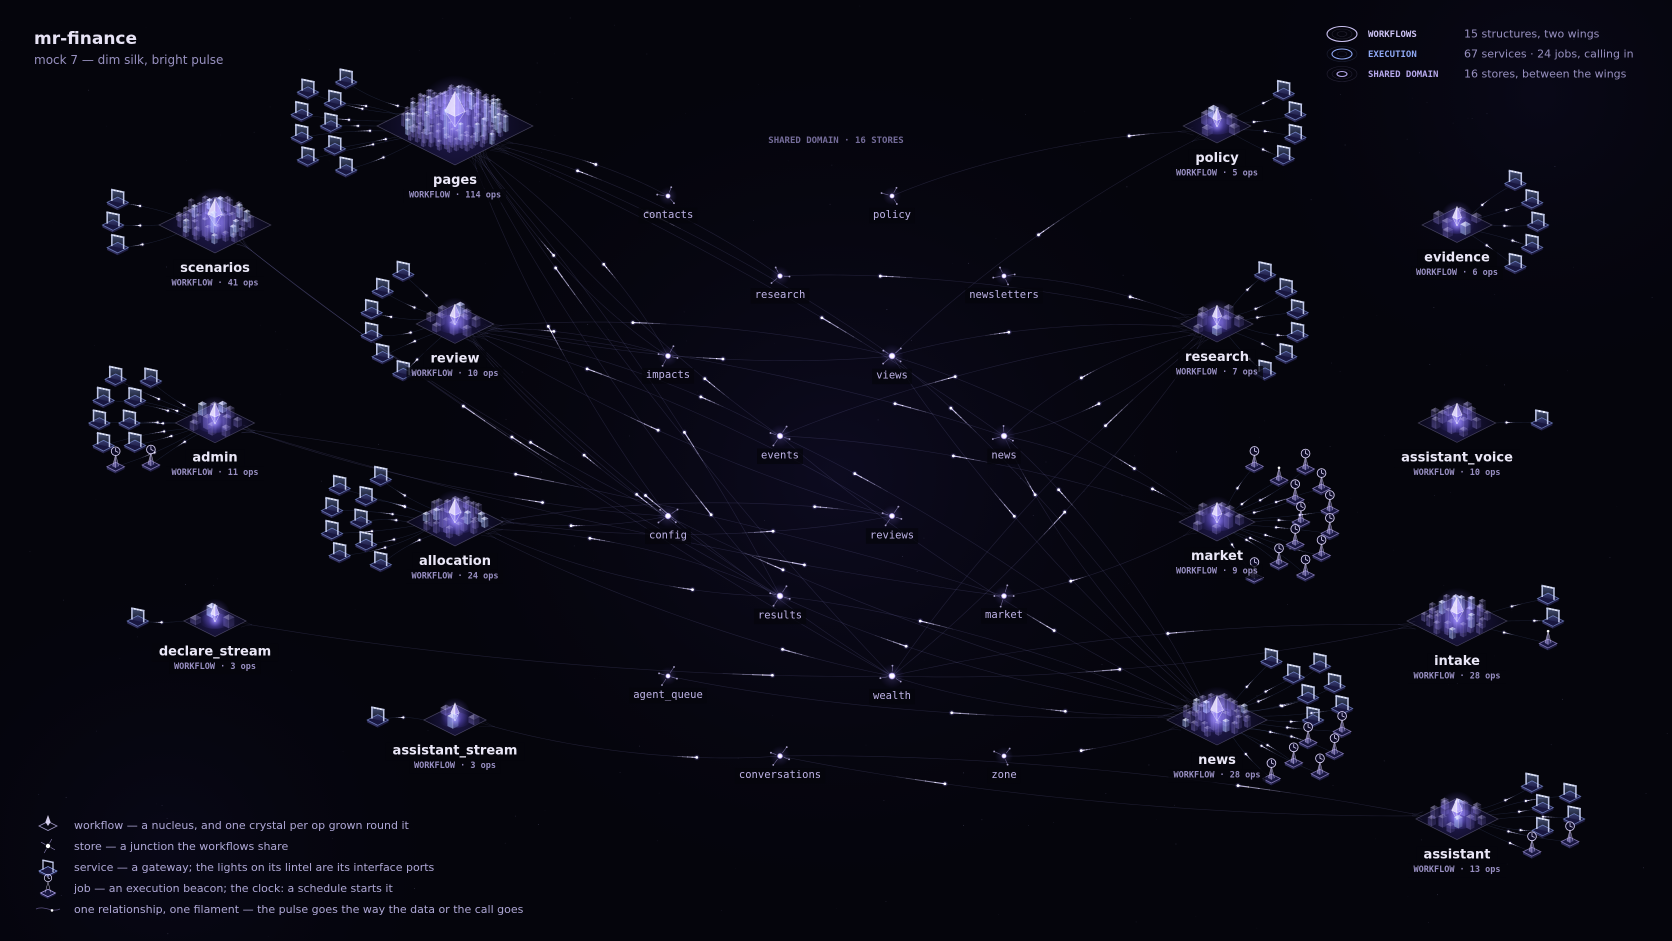 mr-finance
mock 7 — dim silk, bright pulse
WORKFLOWS 15 structures, two wings
EXECUTION 67 services · 24 jobs, calling in
SHARED DOMAIN 16 stores, between the wings
SHARED DOMAIN · 16 STORES
pages
WORKFLOW · 114 ops
policy
WORKFLOW · 5 ops
contacts
policy
scenarios
WORKFLOW · 41 ops
evidence
WORKFLOW · 6 ops
research
newsletters
review
WORKFLOW · 10 ops
impacts
views
research
WORKFLOW · 7 ops
admin
WORKFLOW · 11 ops
events
news
assistant_voice
WORKFLOW · 10 ops
allocation
WORKFLOW · 24 ops
config
reviews
market
WORKFLOW · 9 ops
results
market
declare_stream
WORKFLOW · 3 ops
intake
WORKFLOW · 28 ops
agent_queue
wealth
assistant_stream
WORKFLOW · 3 ops
conversations
zone
news
WORKFLOW · 28 ops
assistant
WORKFLOW · 13 ops
workflow — a nucleus, and one crystal per op grown round it
store — a junction the workflows share
service — a gateway; the lights on its lintel are its interface ports
job — an execution beacon; the clock: a schedule starts it
one relationship, one filament — the pulse goes the way the data or the call goes